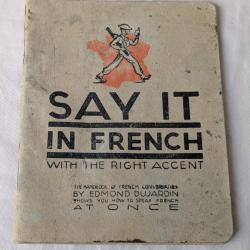 SAY IT
IN FRENCH
WITH THE RIGHT ACCENT
THE HANDBOOK OF FRENCH CONVERSATION
BY EDMOND DUJARDIN
SHOWS YOU HOW TO SPEAK FRENCH
AT ONCE